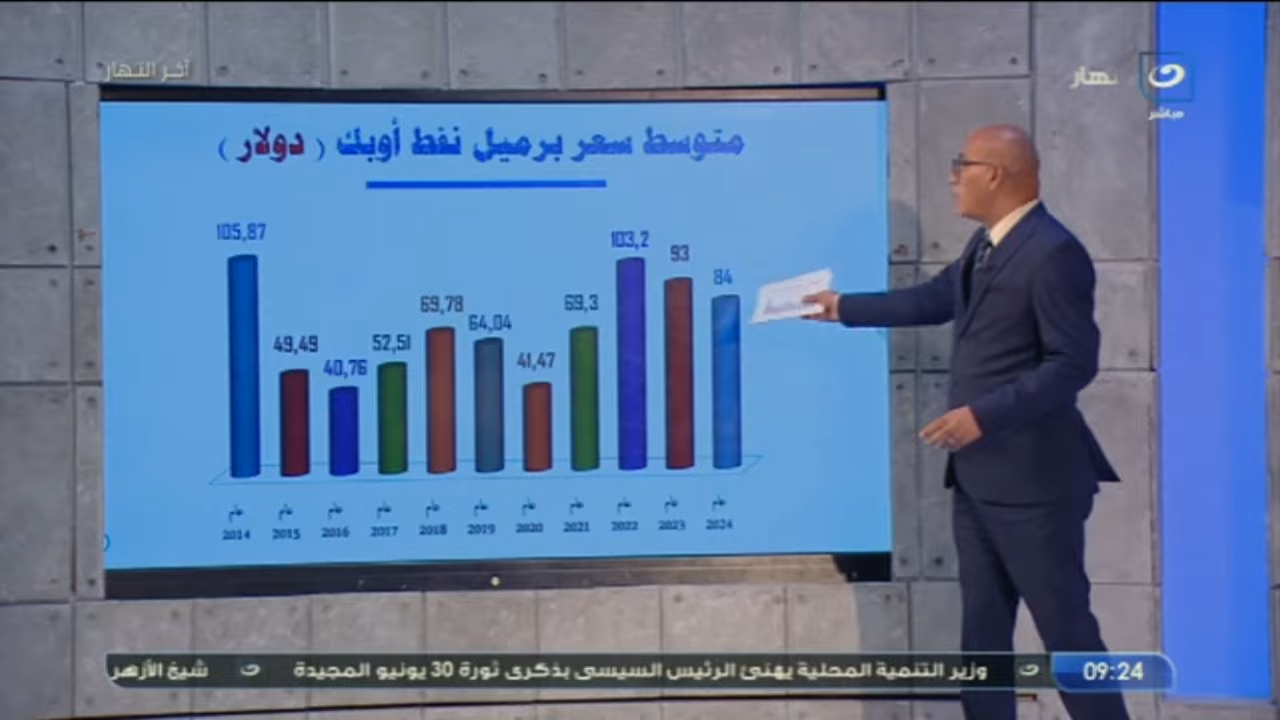 آخر النهار
نهار
مباشر
متوسط سعر برميل نفط أوبك ( دولار )
105,87
49,49
40,76
52,51
69,78
64,04
41,47
69,3
103,2
93
84
عام 2014
عام 2015
عام 2016
عام 2017
عام 2018
عام 2019
عام 2020
عام 2021
عام 2022
عام 2023
عام 2024
09:24
وزير التنمية المحلية يهنئ الرئيس السيسي بذكرى ثورة 30 يونيو المجيدة
شيخ الأزهر